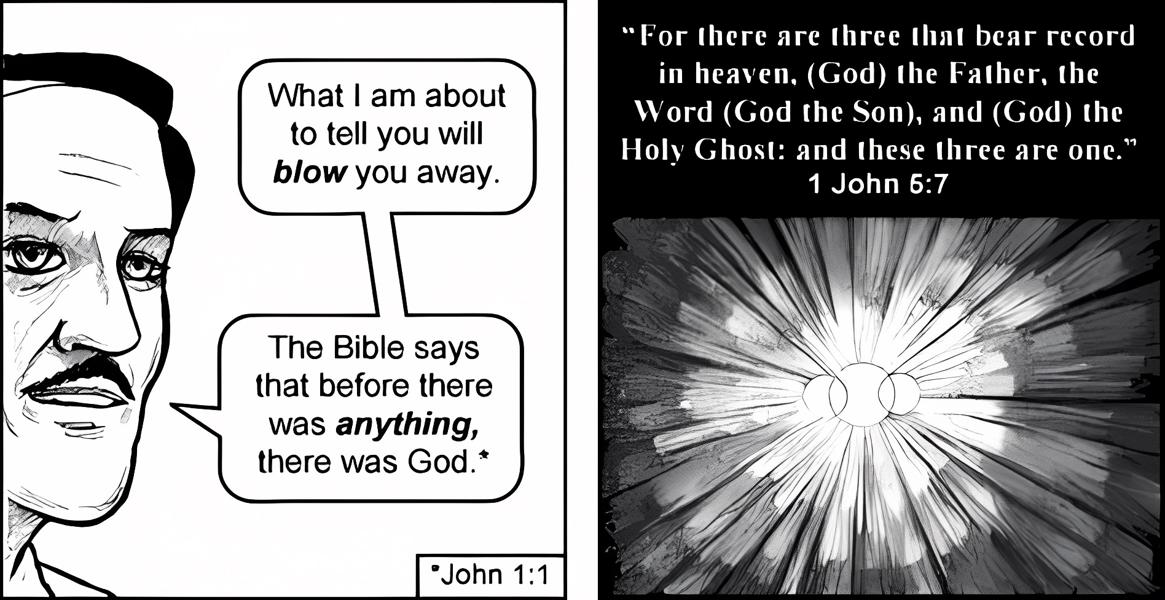 What I am about
to tell you will
blow you away.
The Bible says
that before there
was anything,
there was God.*
*John 1:1
“For there are three that bear record
in heaven, (God) the Father, the
Word (God the Son), and (God) the
Holy Ghost: and these three are one.”
1 John 5:7